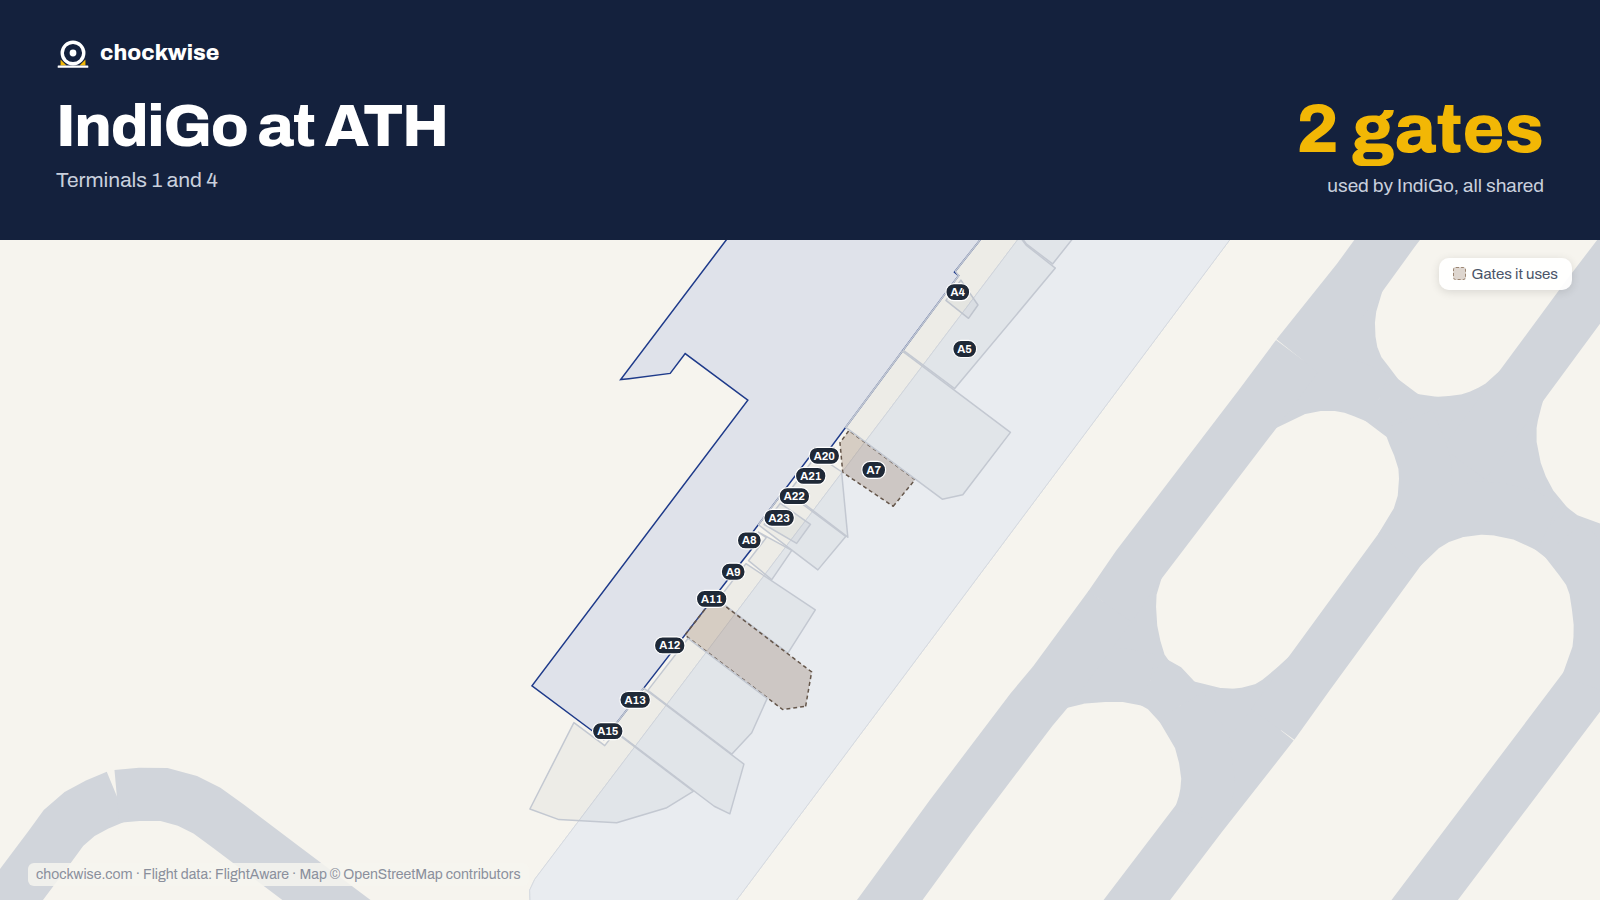 chockwise
IndiGo at ATH
Terminals 1 and 4
2 gates
used by IndiGo, all shared
Gates it uses
A4
A5
A20
A7
A21
A22
A23
A8
A9
A11
A12
A13
A15
chockwise.com · Flight data: FlightAware · Map © OpenStreetMap contributors